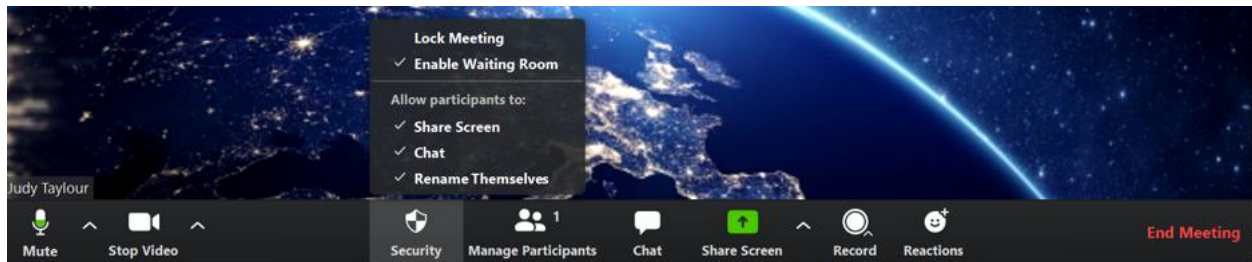 Lock Meeting
Enable Waiting Room
Allow participants to:
Share Screen
Chat
Rename Themselves
Judy Taylour
1
Mute Stop Video Security Manage Participants Chat Share Screen Record Reactions End Meeting